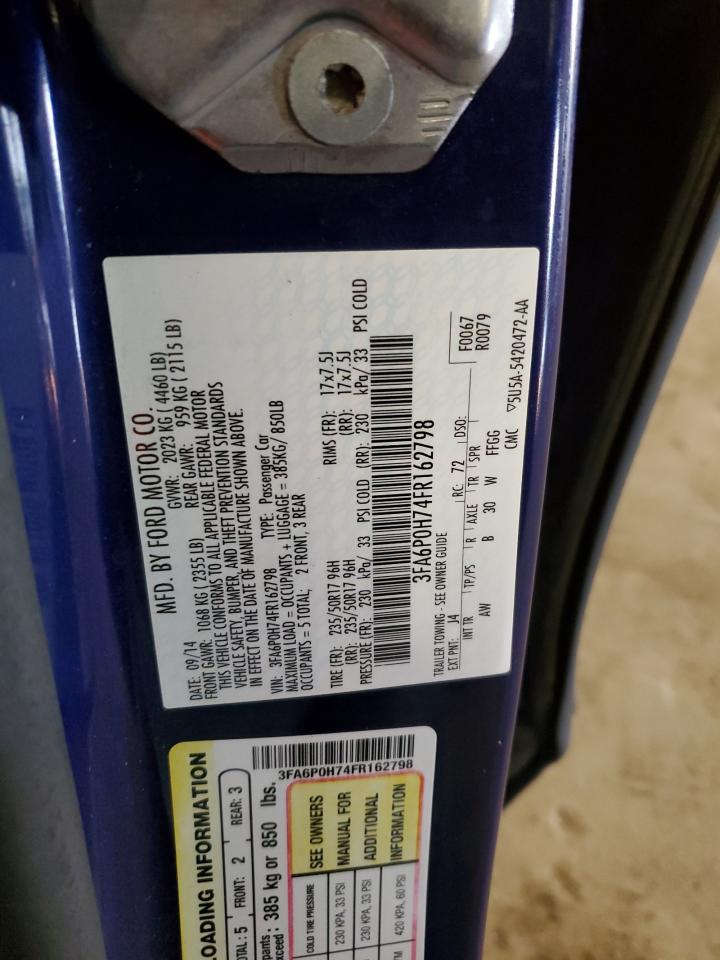 MFD. BY FORD MOTOR CO.
DATE: 09/14 GVWR: 2023 KG ( 4460 LB)
FRONT GAWR: 1068 KG ( 2355 LB) REAR GAWR: 959 KG ( 2115 LB)
THIS VEHICLE CONFORMS TO ALL APPLICABLE FEDERAL MOTOR
VEHICLE SAFETY, BUMPER, AND THEFT PREVENTION STANDARDS
IN EFFECT ON THE DATE OF MANUFACTURE SHOWN ABOVE.
VIN: 3FA6P0H74FR162798 TYPE: Passenger Car
MAXIMUM LOAD = OCCUPANTS + LUGGAGE = 385KG/ 850LB
OCCUPANTS = 5 TOTAL; 2 FRONT, 3 REAR
TIRE (FR): 235/50R17 96H RIMS (FR): 17x7.5J
(RR): 235/50R17 96H (RR): 17x7.5J
PRESSURE (FR): 230 kPa/ 33 PSI COLD (RR): 230 kPa/ 33 PSI COLD
3FA6P0H74FR162798
TRAILER TOWING - SEE OWNER GUIDE
EXT PNT: J4 RC: 72 DSO: F0067
INT TR TP/PS R AXLE TR SPR R0079
AW B 30 W FFGG
CMC ▽5U5A-5420472-AA
LOADING INFORMATION
OTAL: 5 FRONT: 2 REAR: 3
pants : 385 kg or 850 lbs.
xceed :
3FA6P0H74FR162798
COLD TIRE PRESSURE SEE OWNERS
230 KPA, 33 PSI MANUAL FOR
230 KPA, 33 PSI ADDITIONAL
420 KPA, 60 PSI INFORMATION